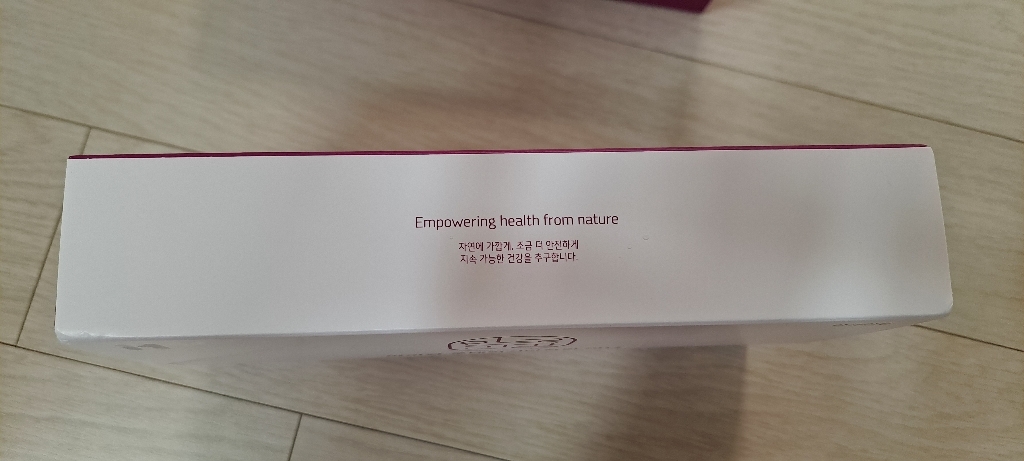 Empowering health from nature
자연에 가깝게, 조금 더 안전하게
지속 가능한 건강을 추구합니다.